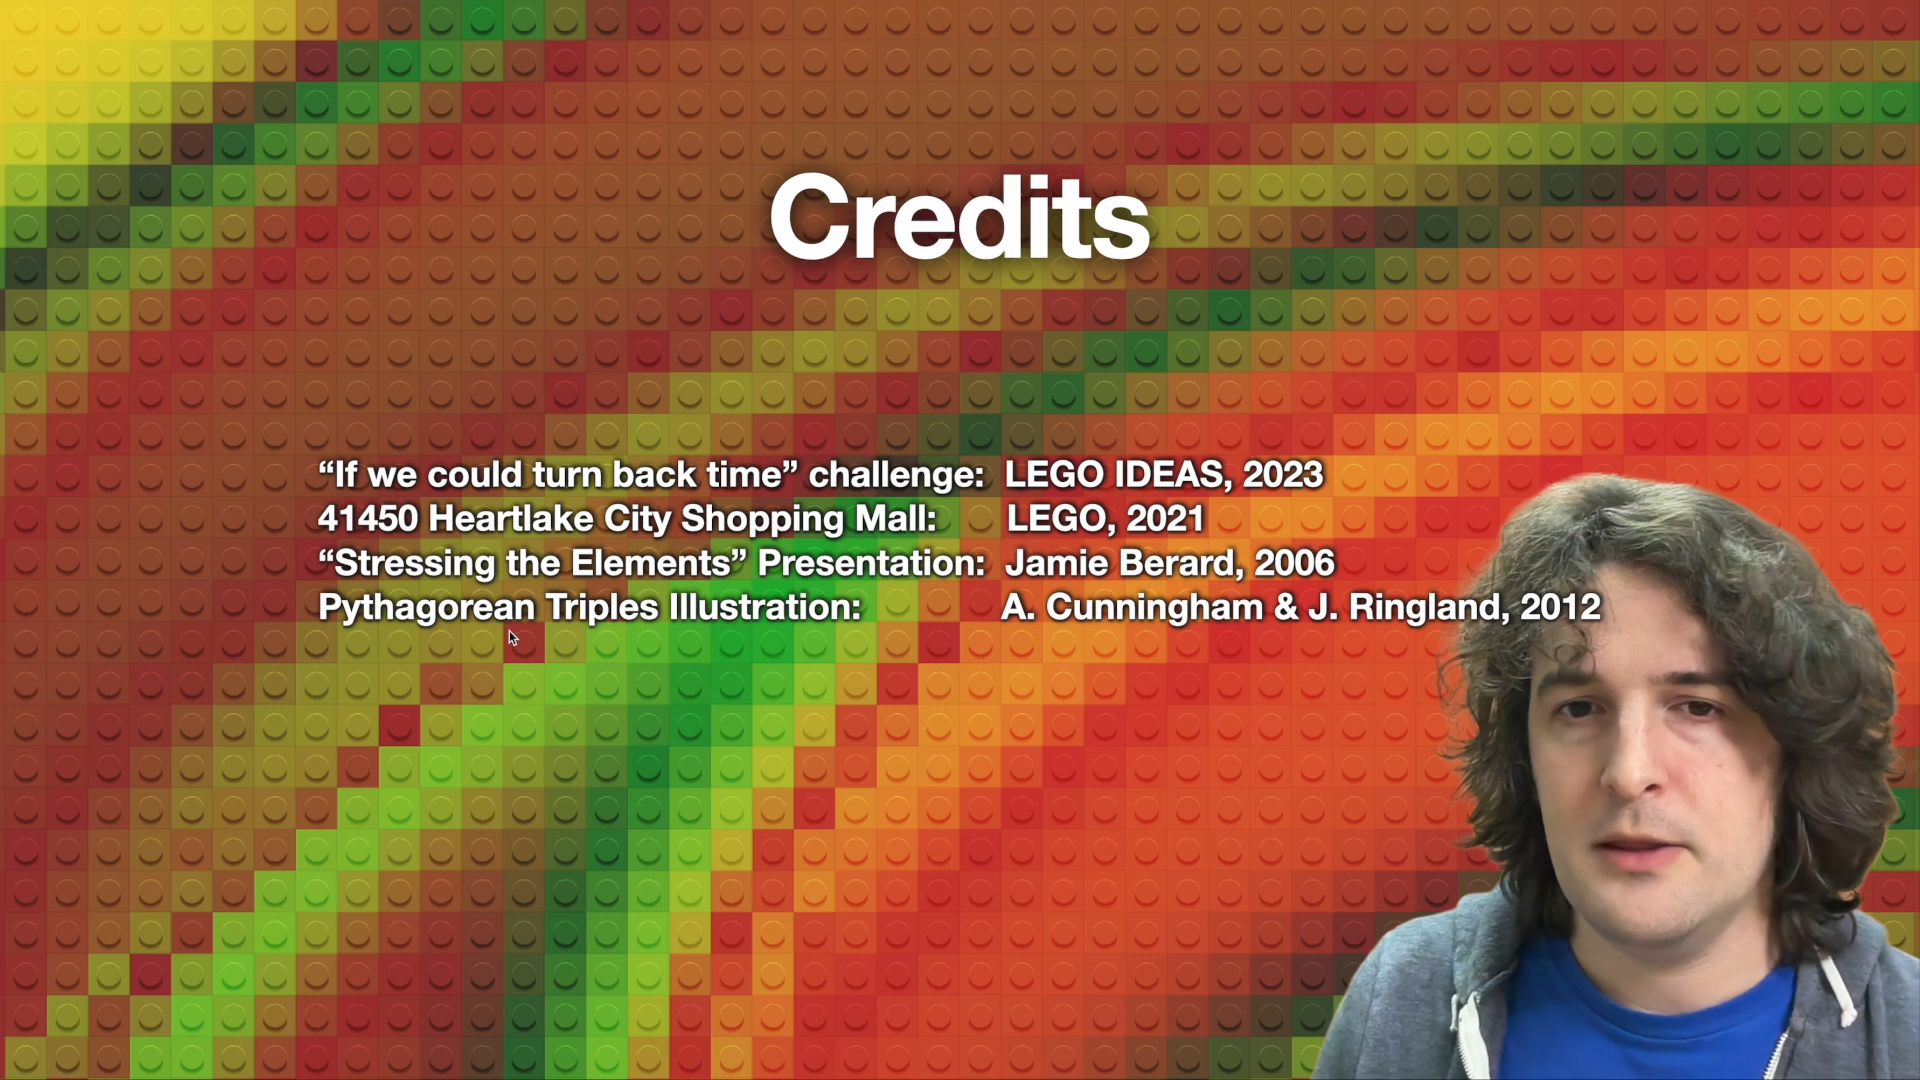 Credits
“If we could turn back time” challenge: LEGO IDEAS, 2023
41450 Heartlake City Shopping Mall: LEGO, 2021
“Stressing the Elements” Presentation: Jamie Berard, 2006
Pythagorean Triples Illustration: A. Cunningham & J. Ringland, 2012